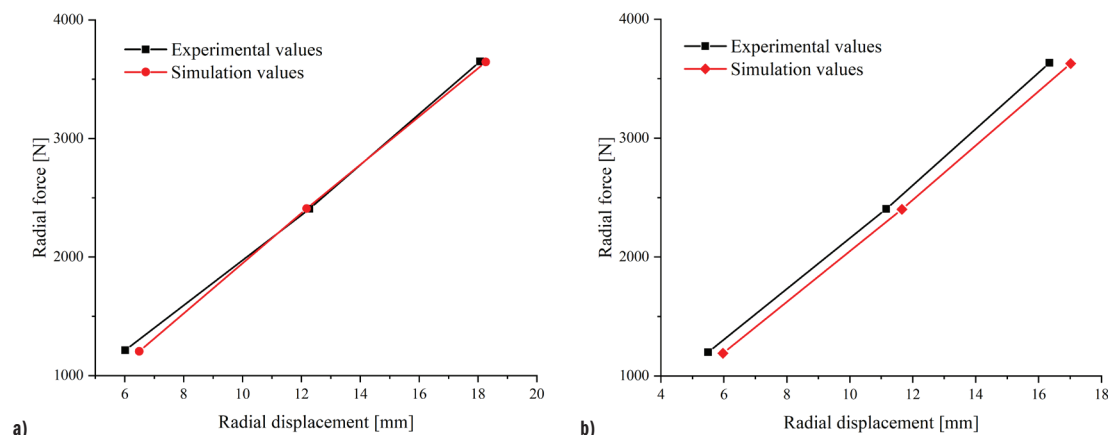 4000
3000
2000
1000
Radial force [N]
Experimental values
Simulation values
6 8 10 12 14 16 18 20
Radial displacement [mm]
a)
4000
3000
2000
1000
Radial force [N]
Experimental values
Simulation values
4 6 8 10 12 14 16 18
Radial displacement [mm]
b)